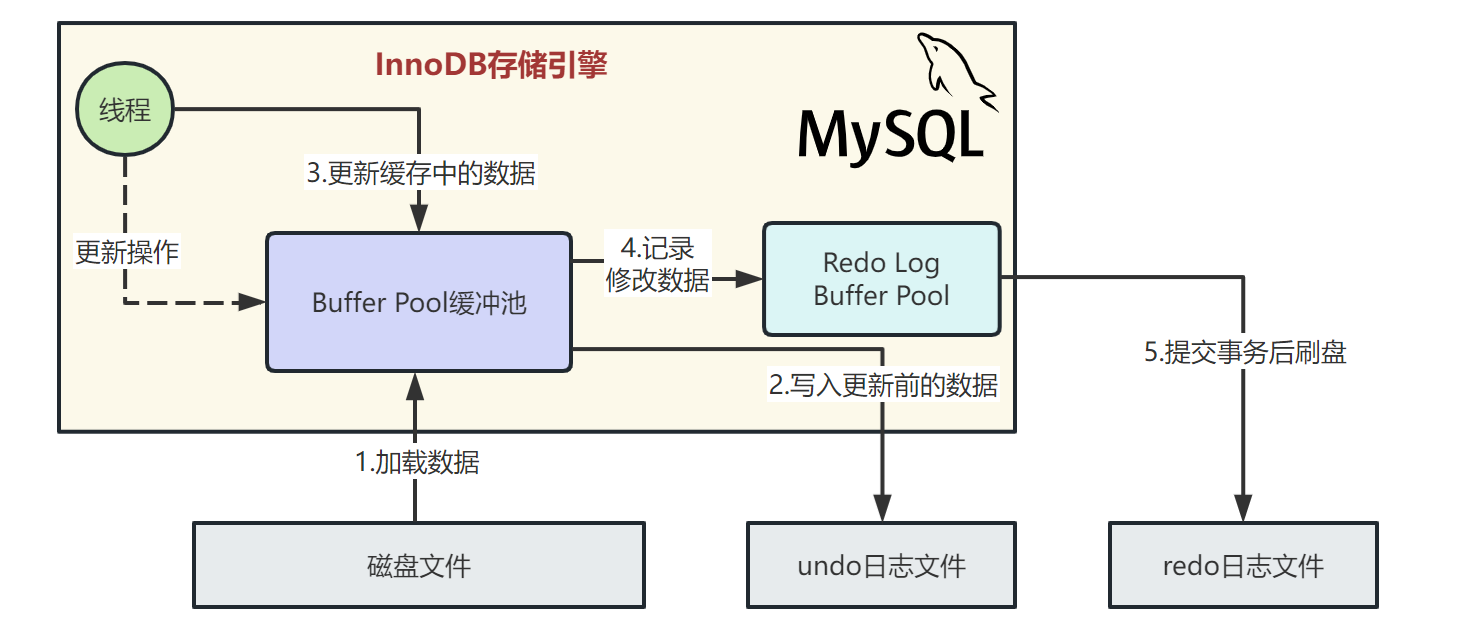 InnoDB存储引擎
MySQL
线程
3.更新缓存中的数据
更新操作
4.记录
修改数据
Redo Log
Buffer Pool
Buffer Pool缓冲池
5.提交事务后刷盘
2.写入更新前的数据
1.加载数据
磁盘文件
undo日志文件
redo日志文件